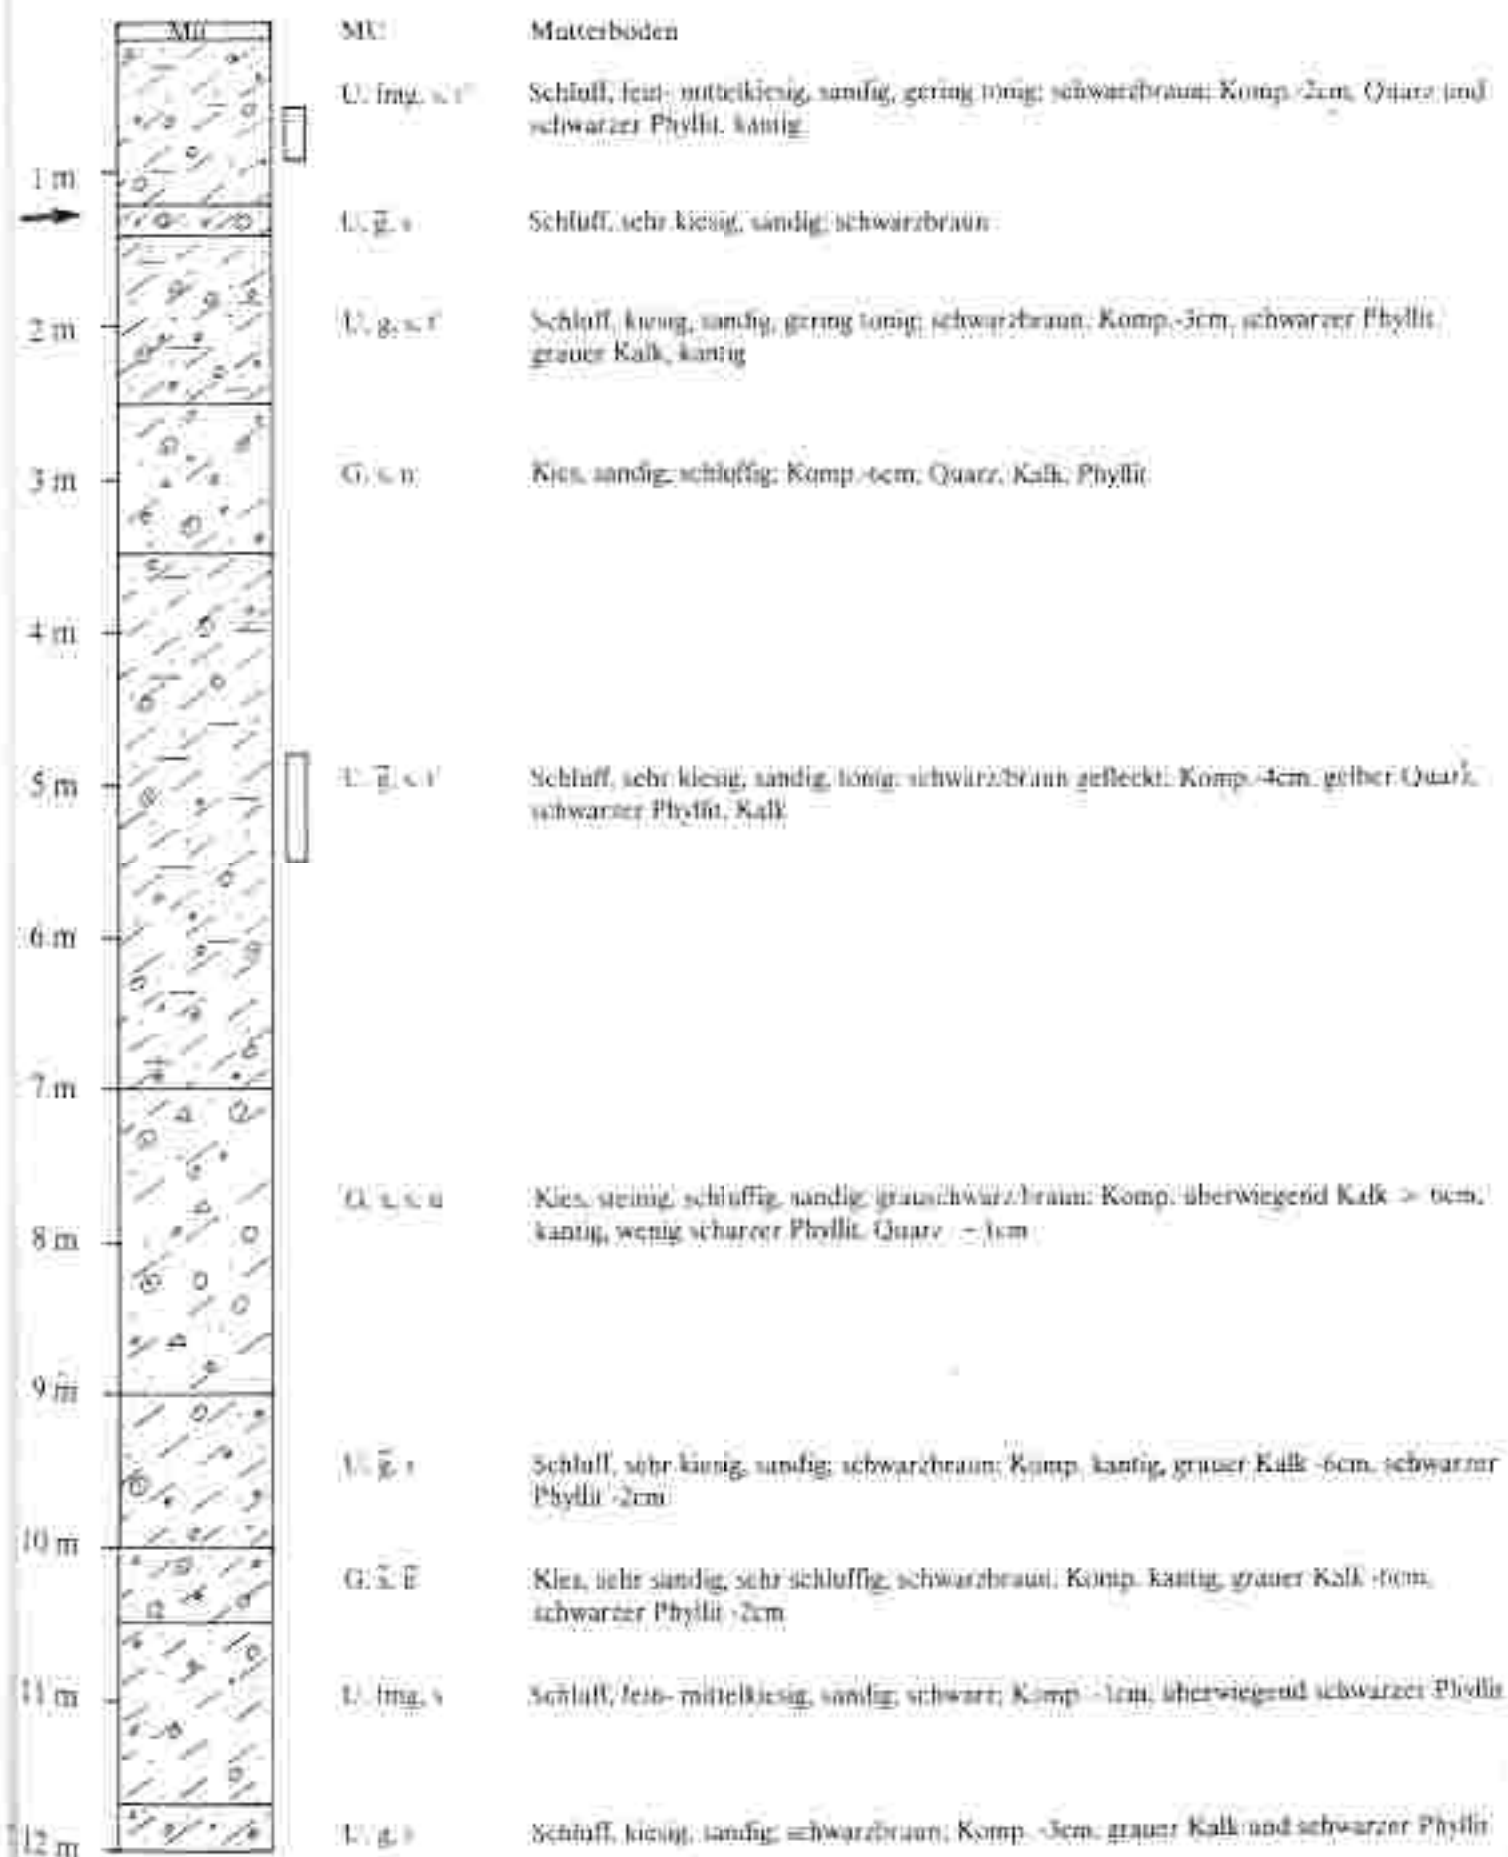 Mu
MU Mutterboden
U, fmg, s, t' Schluff, fein- mittelkiesig, sandig, gering tonig; schwarzbraun; Komp.-2cm, Quarz und
schwarzer Phyllit, kantig
1 m
U, g̅, s Schluff, sehr kiesig, sandig; schwarzbraun
2 m
U, g, s, t' Schluff, kiesig, sandig, gering tonig; schwarzbraun, Komp.-3cm, schwarzer Phyllit
grauer Kalk, kantig
3 m
G, s, u Kies, sandig, schluffig; Komp.-6cm; Quarz, Kalk, Phyllit
4 m
5 m
U, g̅, s, t Schluff, sehr kiesig, sandig, tonig; schwarz/braun gefleckt; Komp.-4cm, gelber Quarz,
schwarzer Phyllit, Kalk
6 m
7 m
G, x, s, u Kies, steinig, schluffig, sandig, grauschwarz/braun; Komp. überwiegend Kalk > 6cm,
kantig, wenig scharzer Phyllit, Quarz
8 m
9 m
U, g̅, s Schluff, sehr kiesig, sandig; schwarzbraun; Komp. kantig, grauer Kalk -6cm, schwarzer
Phyllit -2cm
10 m
G, s̅, u̅ Kies, sehr sandig, sehr schluffig, schwarzbraun, Komp. kantig, grauer Kalk -6cm,
schwarzer Phyllit -2cm
11 m
U, fmg, s Schluff, fein- mittelkiesig, sandig; schwarz; Komp. -1cm, überwiegend schwarzer Phyllit
12 m
U, g, s Schluff, kiesig, sandig; schwarzbraun; Komp. -3cm, grauer Kalk und schwarzer Phyllit